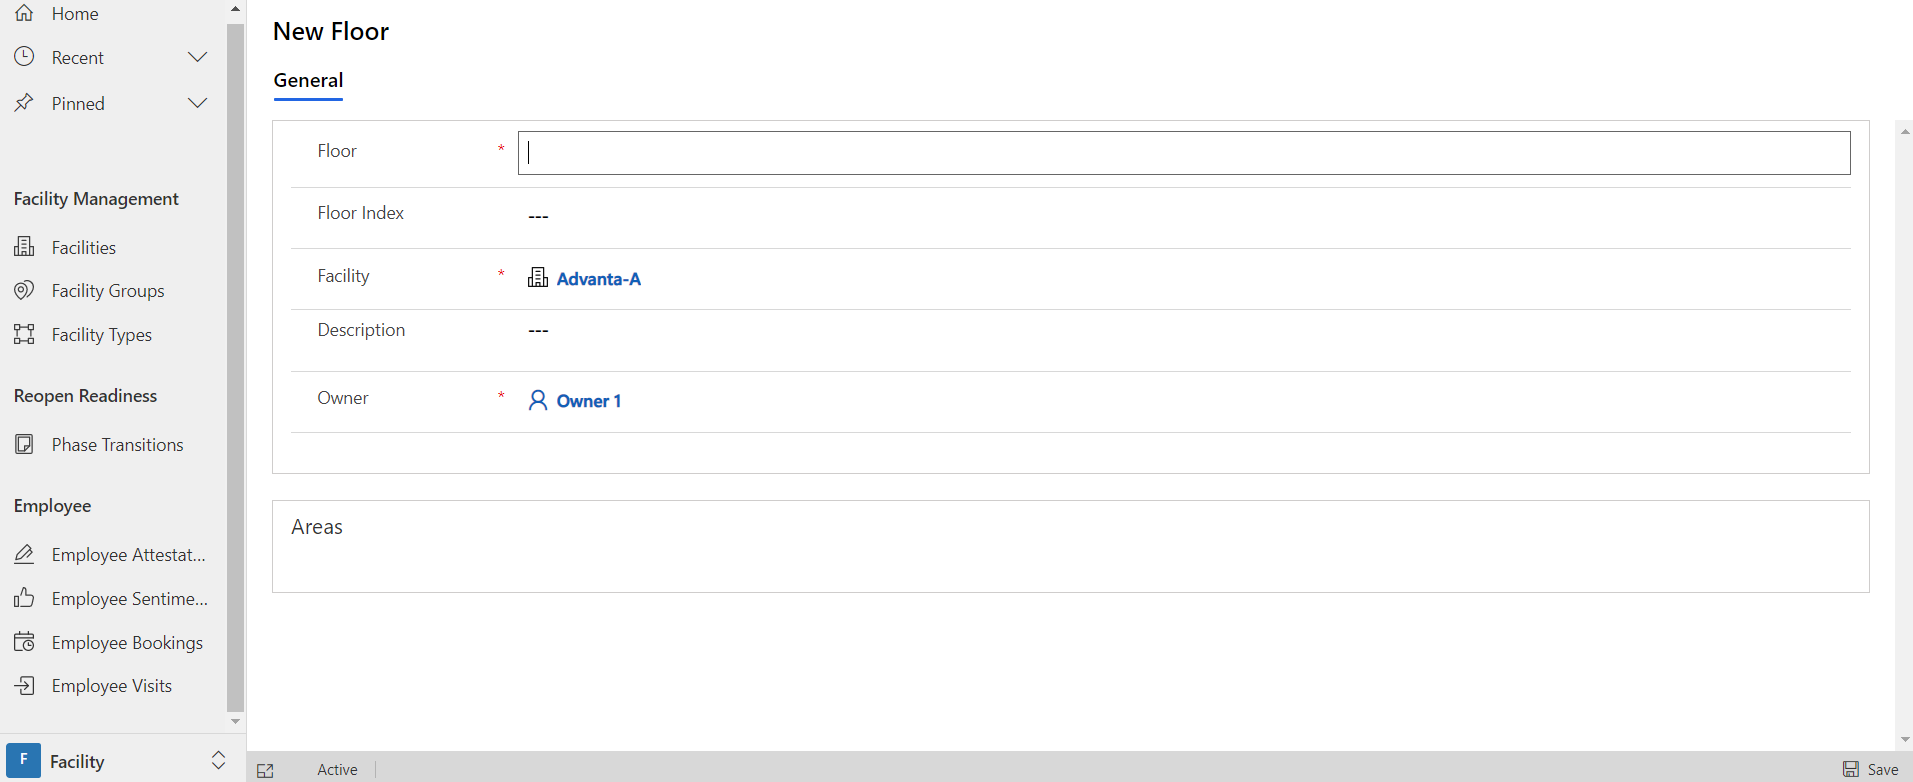 Home
Recent
Pinned
Facility Management
Facilities
Facility Groups
Facility Types
Reopen Readiness
Phase Transitions
Employee
Employee Attestat...
Employee Sentime...
Employee Bookings
Employee Visits
F Facility
New Floor
General
Floor *
Floor Index ---
Facility * Advanta-A
Description ---
Owner * Owner 1
Areas
Active
Save